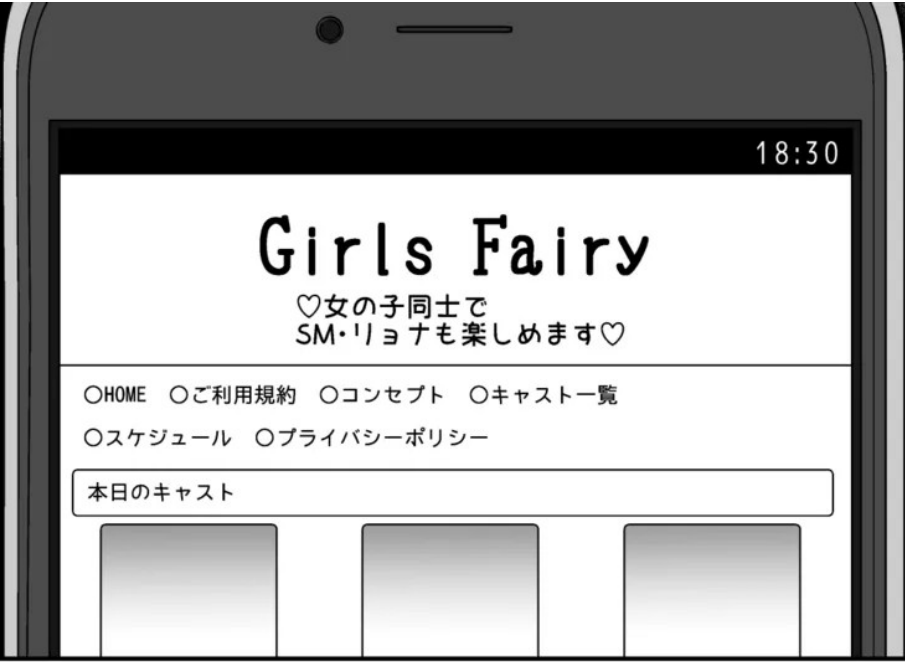 18:30
Girls Fairy
♡女の子同士で
SM・リョナも楽しめます♡
○HOME ○ご利用規約 ○コンセプト ○キャスト一覧
○スケジュール ○プライバシーポリシー
本日のキャスト